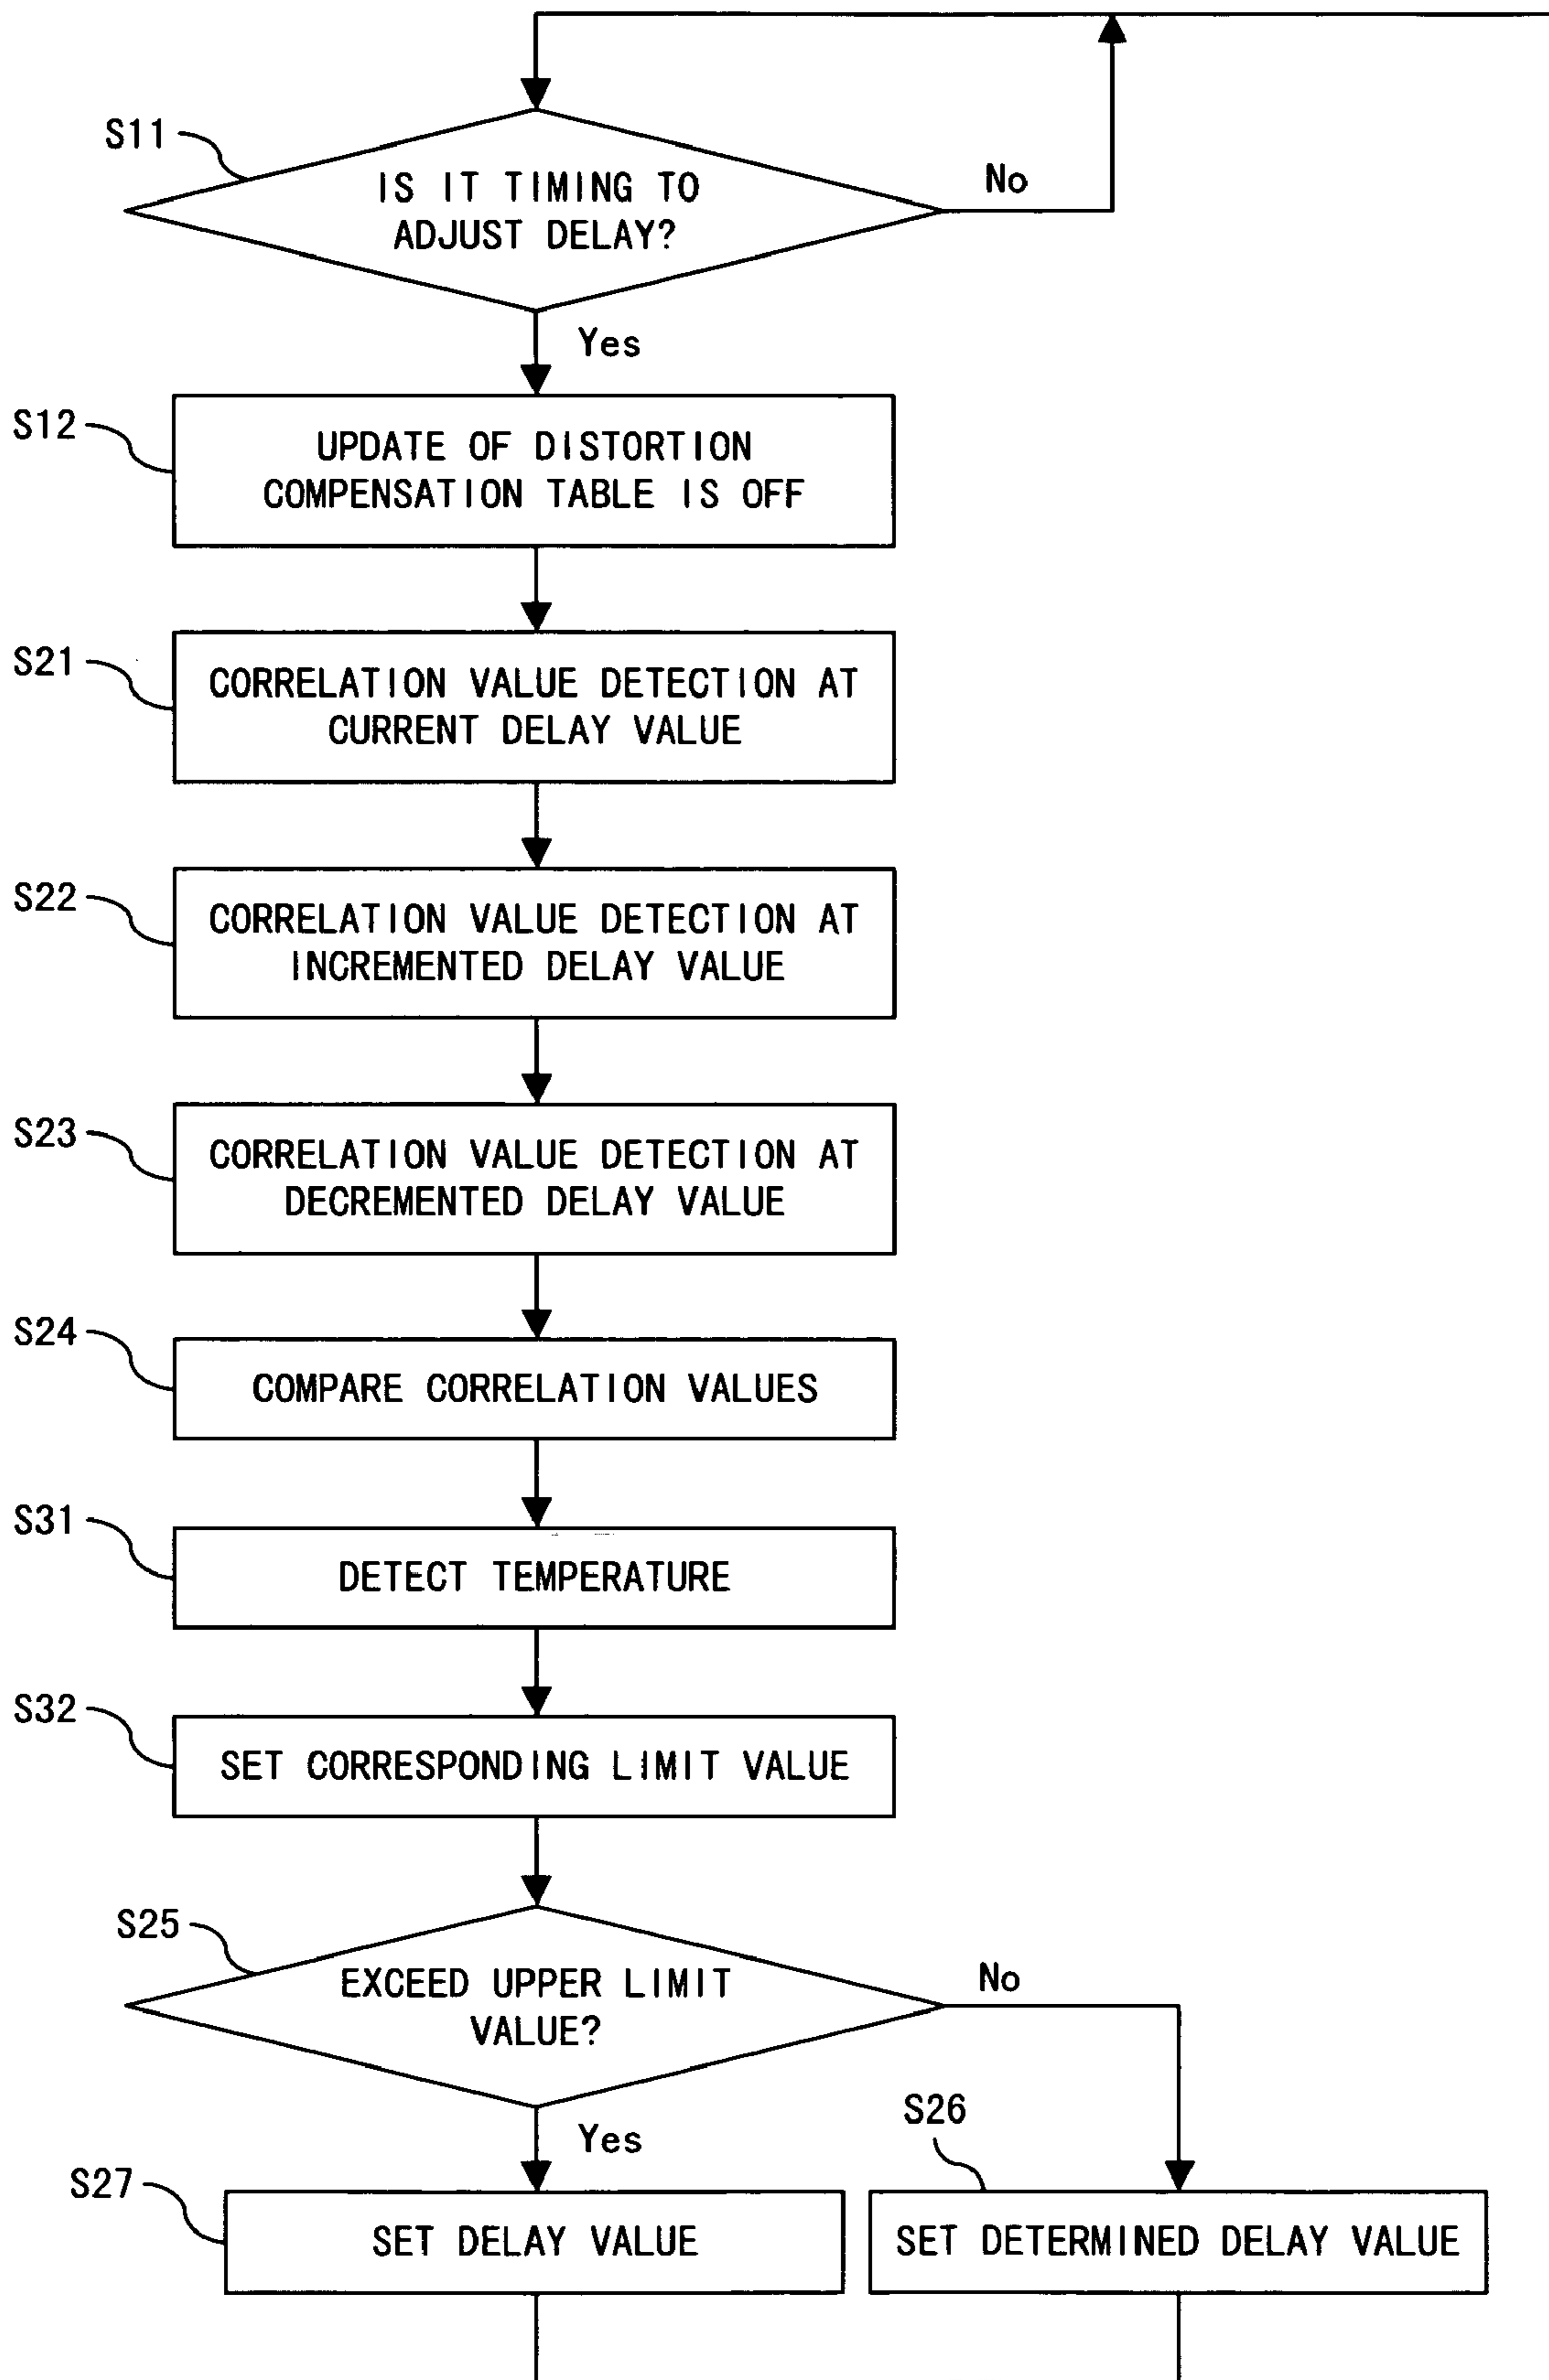 S11
IS IT TIMING TO
ADJUST DELAY?
No
Yes
S12
UPDATE OF DISTORTION
COMPENSATION TABLE IS OFF
S21
CORRELATION VALUE DETECTION AT
CURRENT DELAY VALUE
S22
CORRELATION VALUE DETECTION AT
INCREMENTED DELAY VALUE
S23
CORRELATION VALUE DETECTION AT
DECREMENTED DELAY VALUE
S24
COMPARE CORRELATION VALUES
S31
DETECT TEMPERATURE
S32
SET CORRESPONDING LIMIT VALUE
S25
EXCEED UPPER LIMIT
VALUE?
No
Yes
S26
S27
SET DELAY VALUE
SET DETERMINED DELAY VALUE